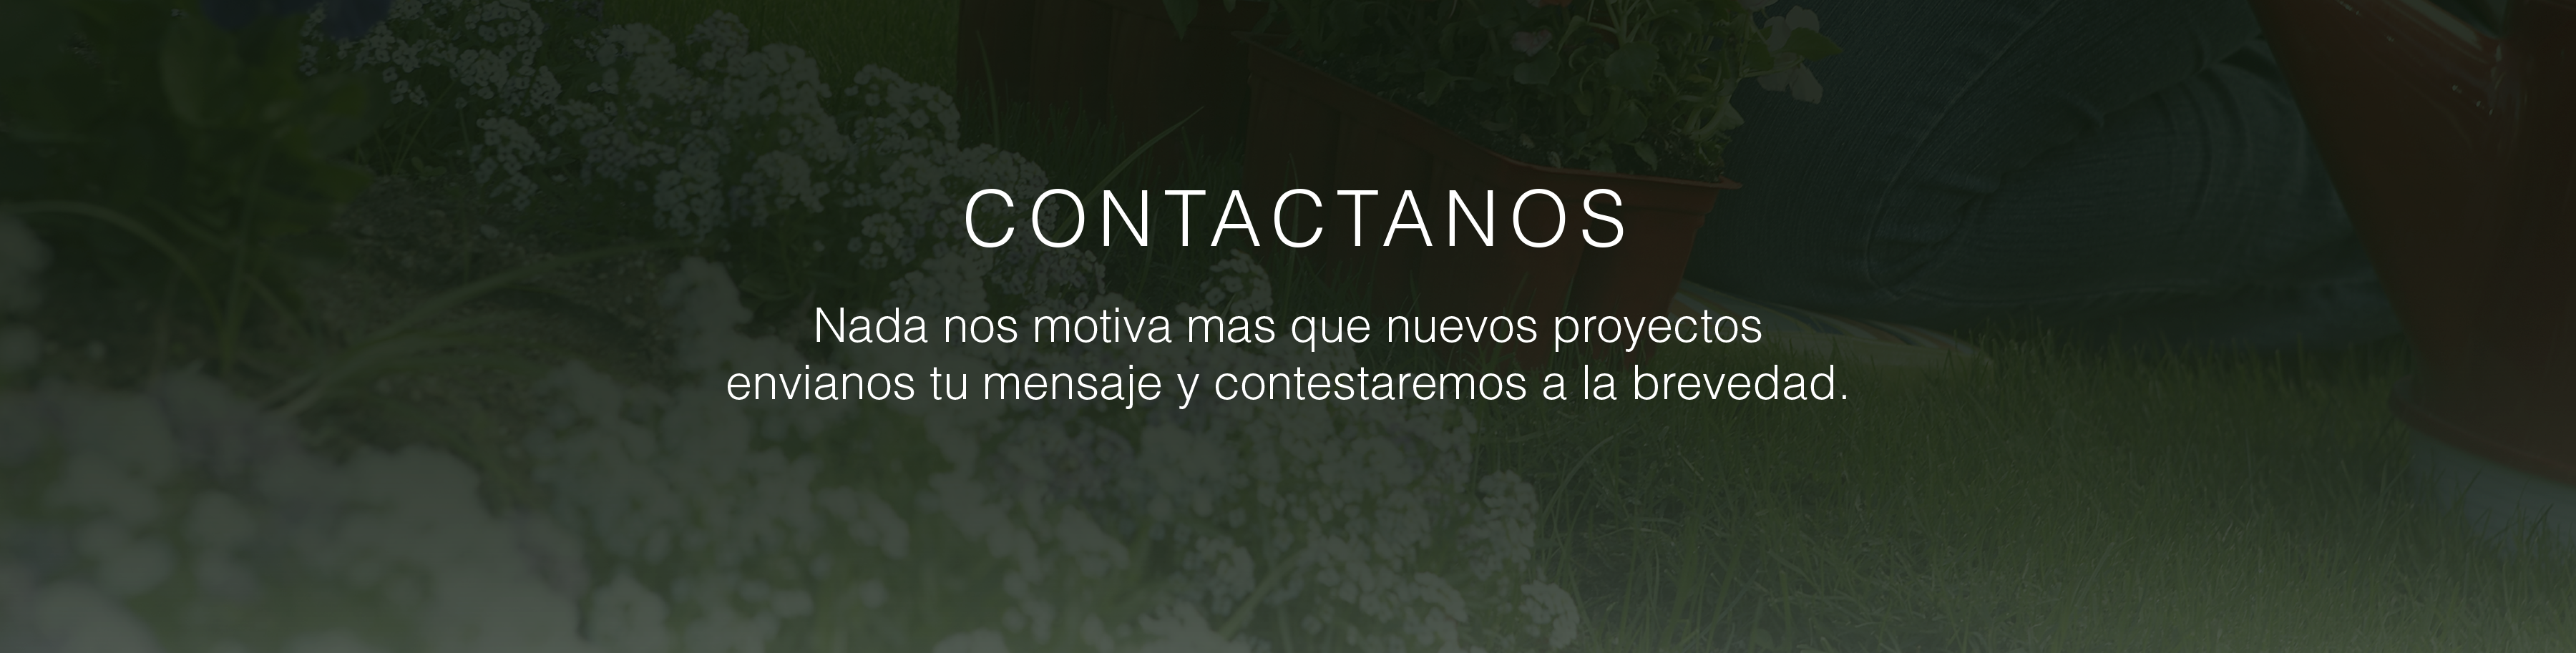 CONTACTANOS
Nada nos motiva mas que nuevos proyectos
envianos tu mensaje y contestaremos a la brevedad.